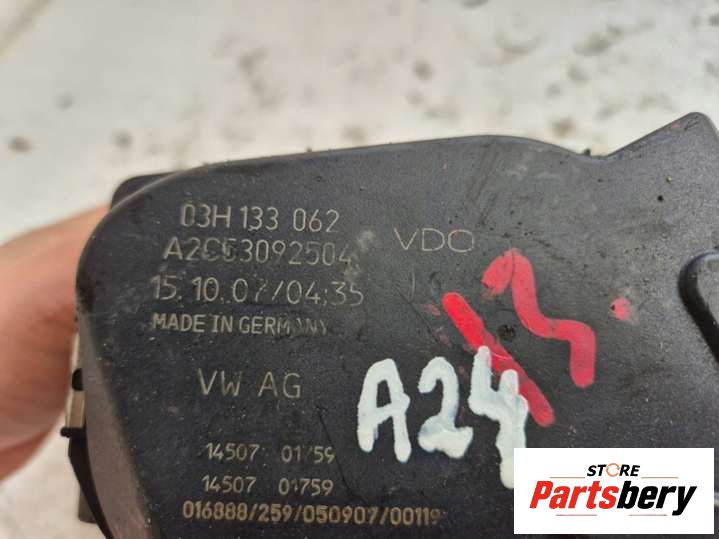 03H 133 062
A2C53092504
VDO
15.10.07/04:35
MADE IN GERMANY
VW AG
A24
14507 01759
14507 01759
016888/259/050907/00119
STORE
Partsbery